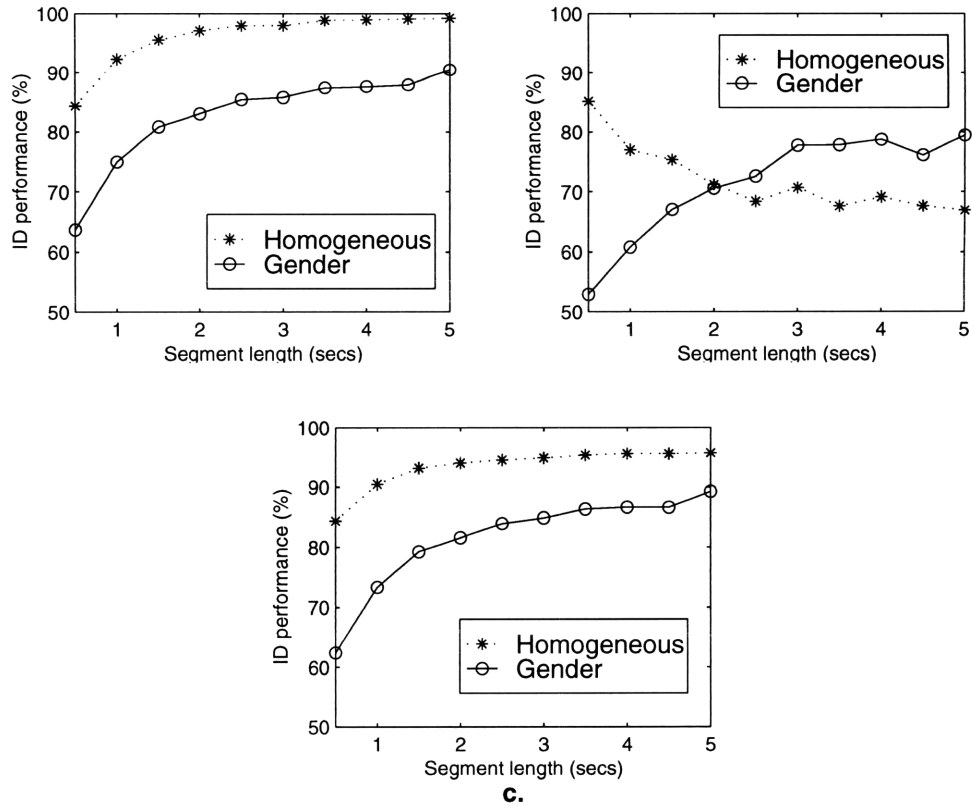 100
90
80
70
60
50
ID performance (%)
Homogeneous
Gender
1 2 3 4 5
Segment length (secs)
100
90
80
70
60
50
ID performance (%)
Homogeneous
Gender
1 2 3 4 5
Segment length (secs)
100
90
80
70
60
50
ID performance (%)
Homogeneous
Gender
1 2 3 4 5
Segment length (secs)
c.